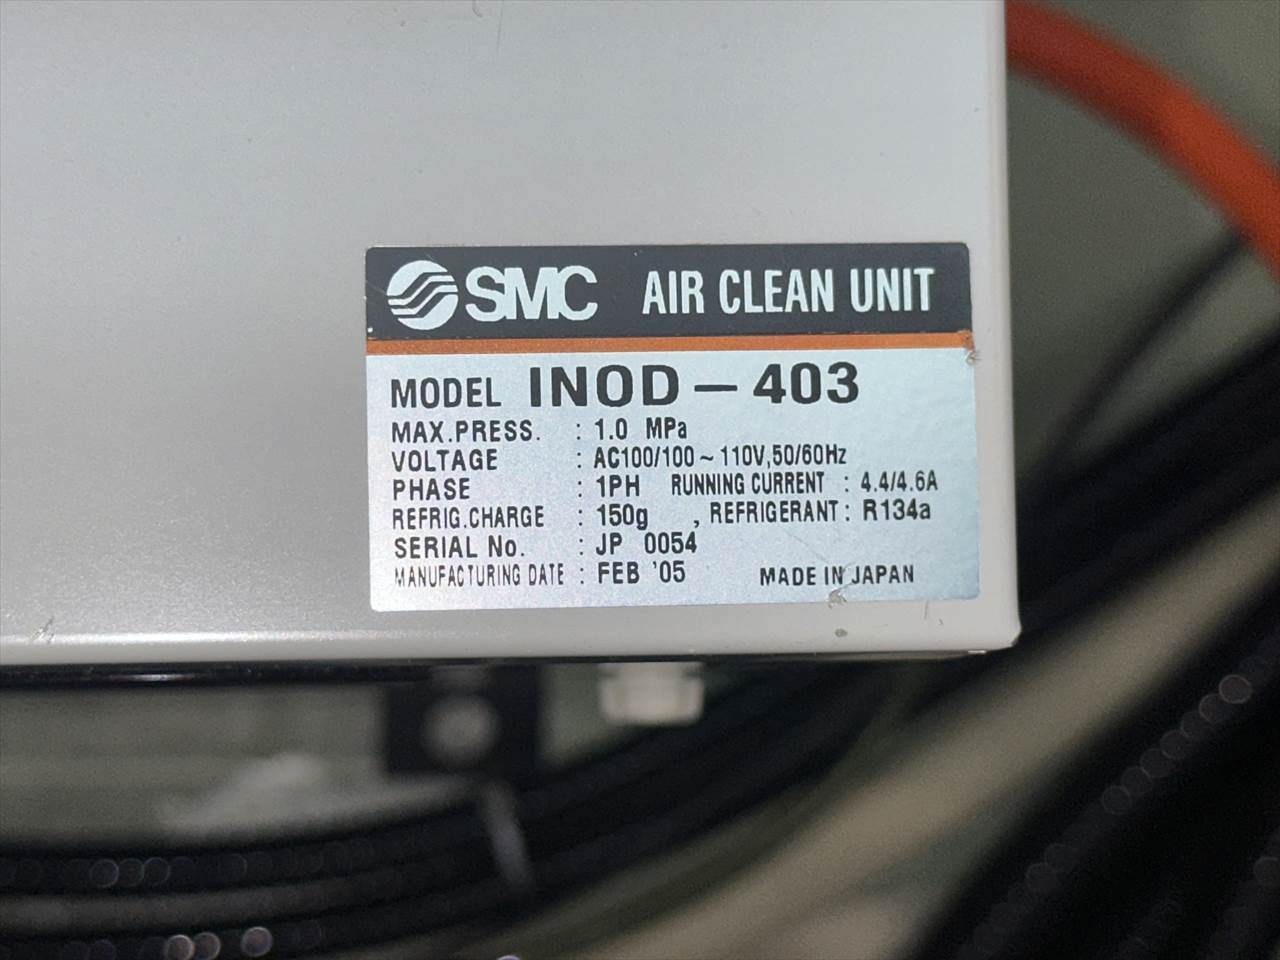 SMC AIR CLEAN UNIT
MODEL INOD-403
MAX.PRESS. : 1.0 MPa
VOLTAGE : AC100/100~110V,50/60Hz
PHASE : 1PH RUNNING CURRENT : 4.4/4.6A
REFRIG.CHARGE : 150g , REFRIGERANT : R134a
SERIAL No. : JP 0054
MANUFACTURING DATE : FEB '05 MADE IN JAPAN